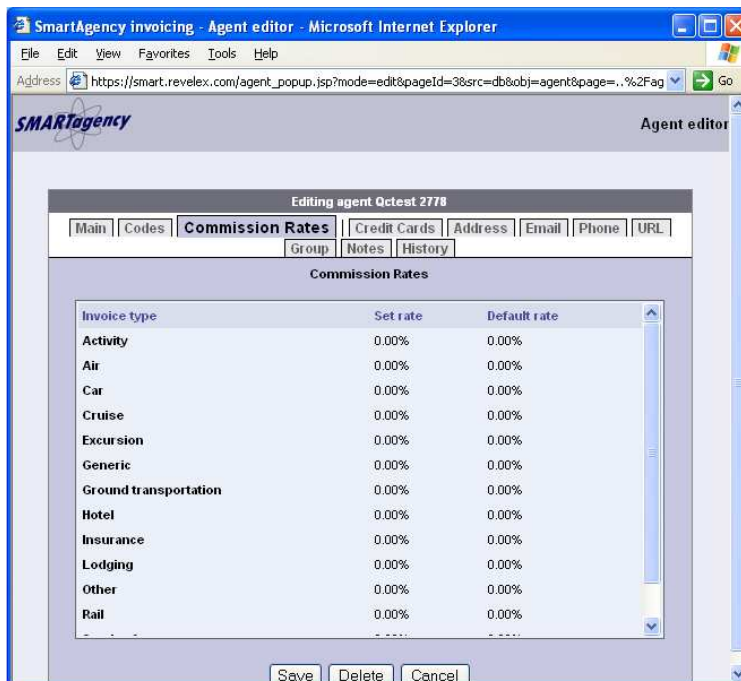 SmartAgency invoicing - Agent editor - Microsoft Internet Explorer
File Edit View Favorites Tools Help
Address https://smart.revelex.com/agent_popup.jsp?mode=edit&pageId=3&src=db&obj=agent&page=..%2Fag Go
SMARTagency Agent editor
Editing agent Qctest 2778
Main Codes Commission Rates Credit Cards Address Email Phone URL
Group Notes History
Commission Rates
Invoice type Set rate Default rate
Activity 0.00% 0.00%
Air 0.00% 0.00%
Car 0.00% 0.00%
Cruise 0.00% 0.00%
Excursion 0.00% 0.00%
Generic 0.00% 0.00%
Ground transportation 0.00% 0.00%
Hotel 0.00% 0.00%
Insurance 0.00% 0.00%
Lodging 0.00% 0.00%
Other 0.00% 0.00%
Rail 0.00% 0.00%
Save Delete Cancel